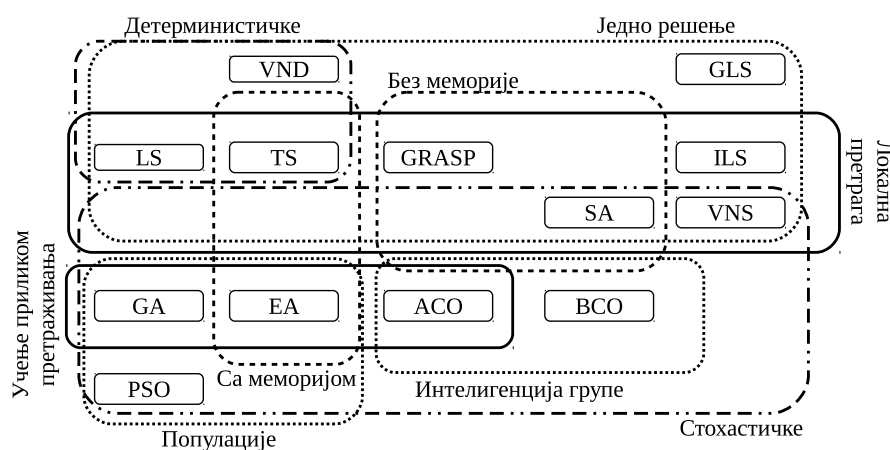 Детерминистичке
Једно решење
VND
GLS
Без меморије
LS
TS
GRASP
ILS
Локална
претрага
SA
VNS
Учење приликом
претраживања
GA
EA
ACO
BCO
PSO
Са меморијом
Интелигенција групе
Популације
Стохастичке